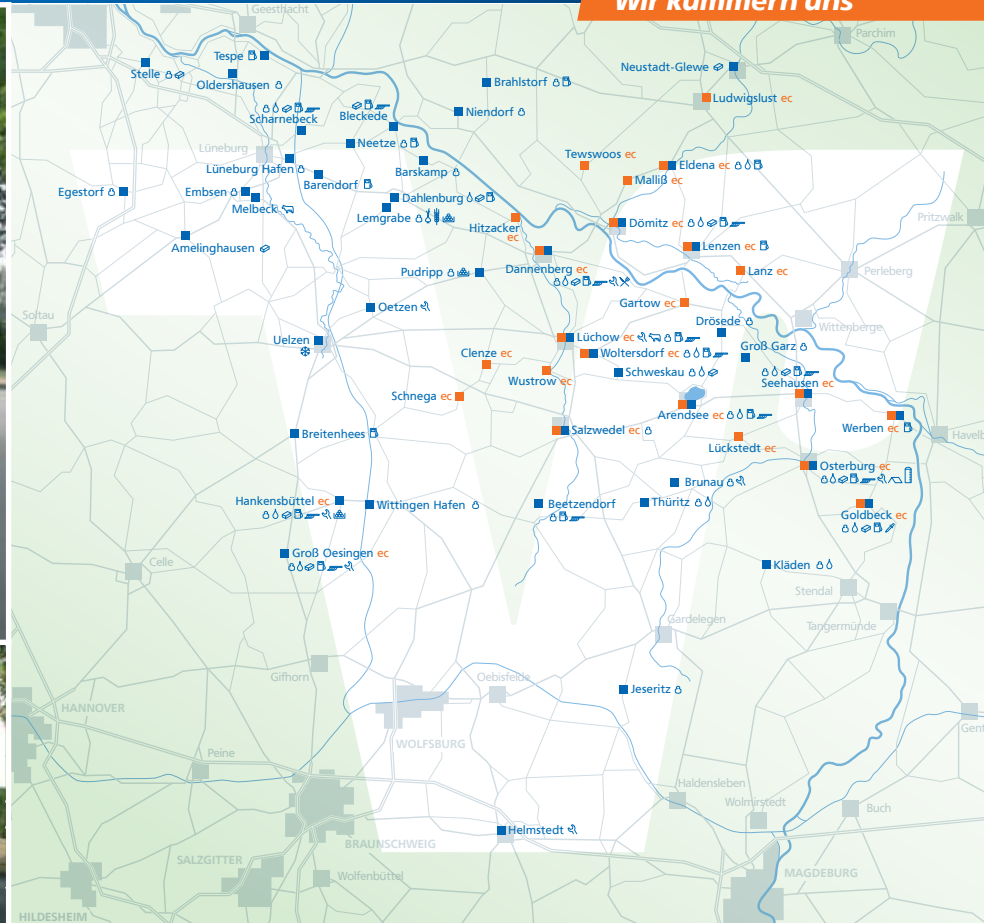 Wir kümmern uns
Geesthacht
Parchim
Tespe
Stelle
Oldershausen
Neustadt-Glewe
Brahlstorf
Ludwigslust ec
Niendorf
Scharnebeck
Bleckede
Lüneburg
Neetze
Tewswoos ec
Eldena ec
Lüneburg Hafen
Barskamp
Malliß ec
Barendorf
Egestorf
Embsen
Melbeck
Dahlenburg
Lemgrabe
Hitzacker
ec
Dömitz ec
Pritzwalk
Amelinghausen
Lenzen ec
Pudripp
Dannenberg ec
Lanz ec
Perleberg
Oetzen
Gartow ec
Soltau
Drösede
Wittenberge
Uelzen
Lüchow ec
Groß Garz
Clenze ec
Woltersdorf ec
Wustrow ec
Schweskau
Seehausen ec
Schnega ec
Arendsee ec
Werben ec
Breitenhees
Salzwedel ec
Havelb
Lückstedt ec
Osterburg ec
Brunau
Hankensbüttel ec
Wittingen Hafen
Beetzendorf
Thüritz
Goldbeck ec
Groß Oesingen ec
Celle
Kläden
Stendal
Gardelegen
Tangermünde
Gifhorn
Oebisfelde
Jeseritz
HANNOVER
Gent
WOLFSBURG
Peine
Haldensleben
Wolmirstedt
Buch
Helmstedt
BRAUNSCHWEIG
SALZGITTER
Wolfenbüttel
MAGDEBURG
HILDESHEIM